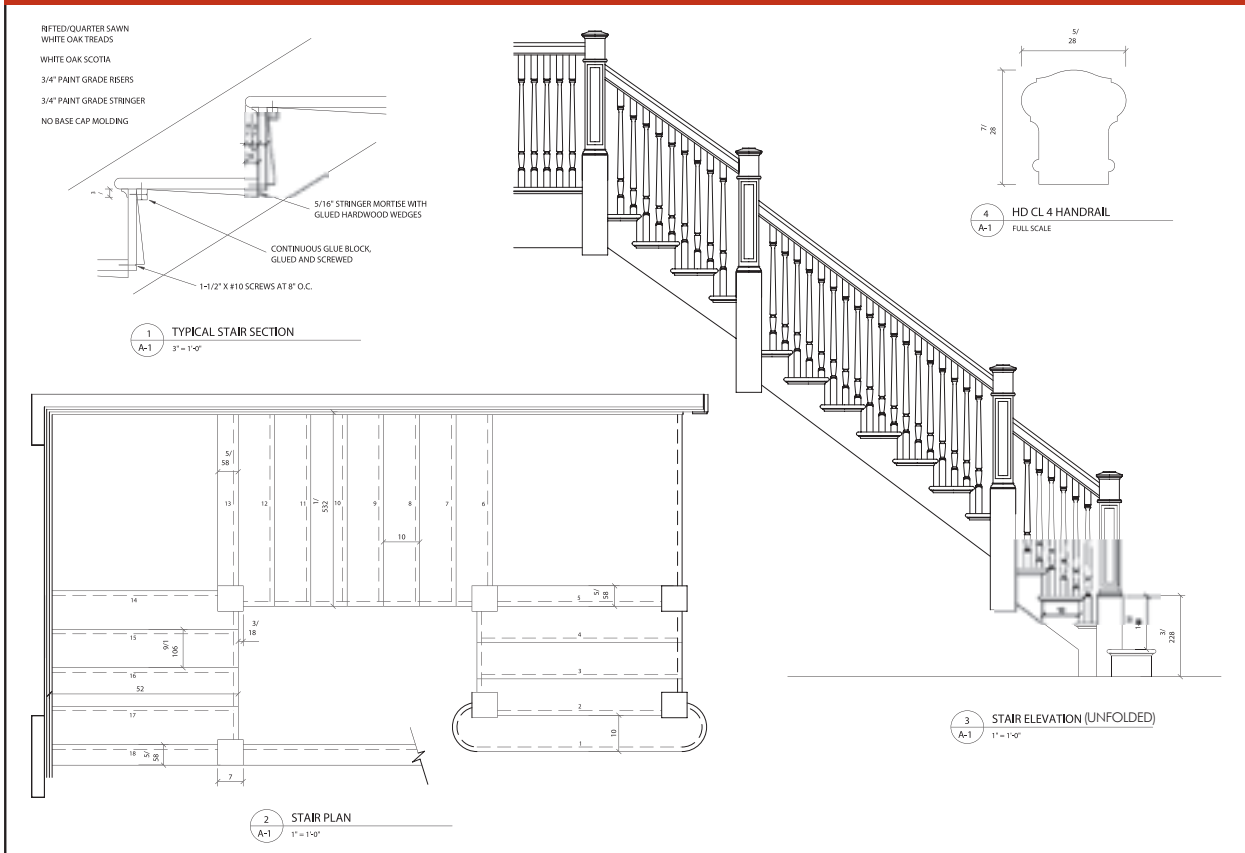 RIFTED/QUARTER SAWN
WHITE OAK TREADS
WHITE OAK SCOTIA
3/4" PAINT GRADE RISERS
3/4" PAINT GRADE STRINGER
NO BASE CAP MOLDING
5/16" STRINGER MORTISE WITH
GLUED HARDWOOD WEDGES
CONTINUOUS GLUE BLOCK,
GLUED AND SCREWED
1-1/2" X #10 SCREWS AT 8" O.C.
1
A-1
TYPICAL STAIR SECTION
3" = 1'-0"
5/
28
7/
28
4
A-1
HD CL 4 HANDRAIL
FULL SCALE
5/
58
13
12
11
1/
532
10
9
8
7
6
10
14
15
16
17
18
9/1
106
52
3/
18
5/
58
7
5/
58
5
4
3
2
1
10
2
A-1
STAIR PLAN
1" = 1'-0"
3/
228
3
A-1
STAIR ELEVATION (UNFOLDED)
1" = 1'-0"